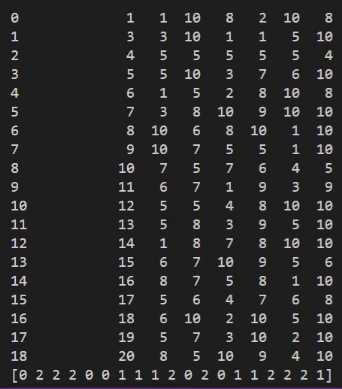 0 1 1 10 8 2 10 8
1 3 3 10 1 1 5 10
2 4 5 5 5 5 5 4
3 5 5 10 3 7 6 10
4 6 1 5 2 8 10 8
5 7 3 8 10 9 10 10
6 8 10 6 8 10 1 10
7 9 10 7 5 5 1 10
8 10 7 5 7 6 4 5
9 11 6 7 1 9 3 9
10 12 5 5 4 8 10 10
11 13 5 8 3 9 5 10
12 14 1 8 7 8 10 10
13 15 6 7 10 9 5 6
14 16 8 7 5 8 1 10
15 17 5 6 4 7 6 8
16 18 6 10 2 10 5 10
17 19 5 7 3 10 2 10
18 20 8 5 10 9 4 10
[0 2 2 2 0 0 1 1 1 2 0 2 0 1 1 2 2 2 1]